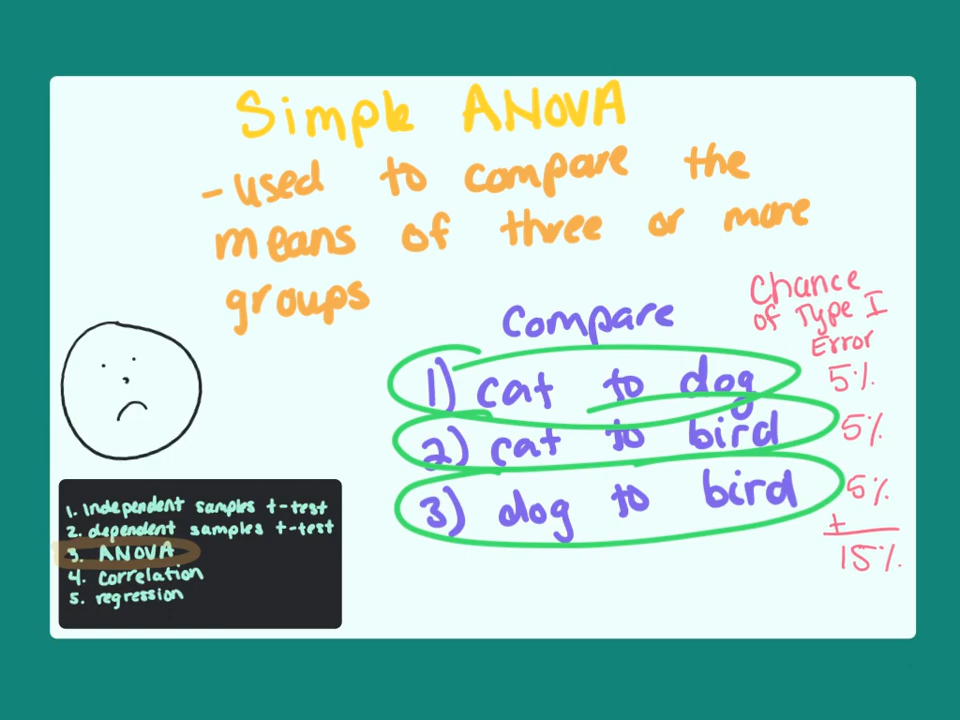 Simple ANOVA
- used to compare the
means of three or more
groups
Compare
1) cat to dog
2) cat to bird
3) dog to bird
Chance
of Type I
Error
5%
5%
5%
+
15%
1. independent samples t-test
2. dependent samples t-test
3. ANOVA
4. correlation
5. regression